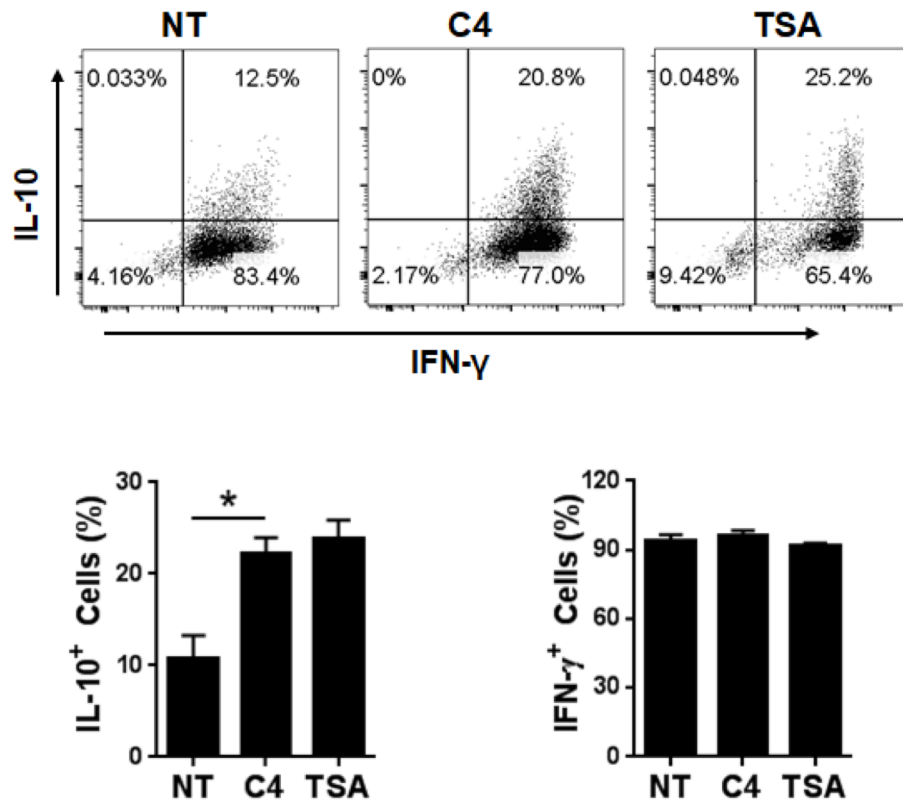 NT C4 TSA
0.033% 12.5% 0% 20.8% 0.048% 25.2%
IL-10
4.16% 83.4% 2.17% 77.0% 9.42% 65.4%
IFN-γ
IL-10+ Cells (%)
30
20
10
0
*
NT C4 TSA
IFN-γ+ Cells (%)
120
90
60
30
0
NT C4 TSA